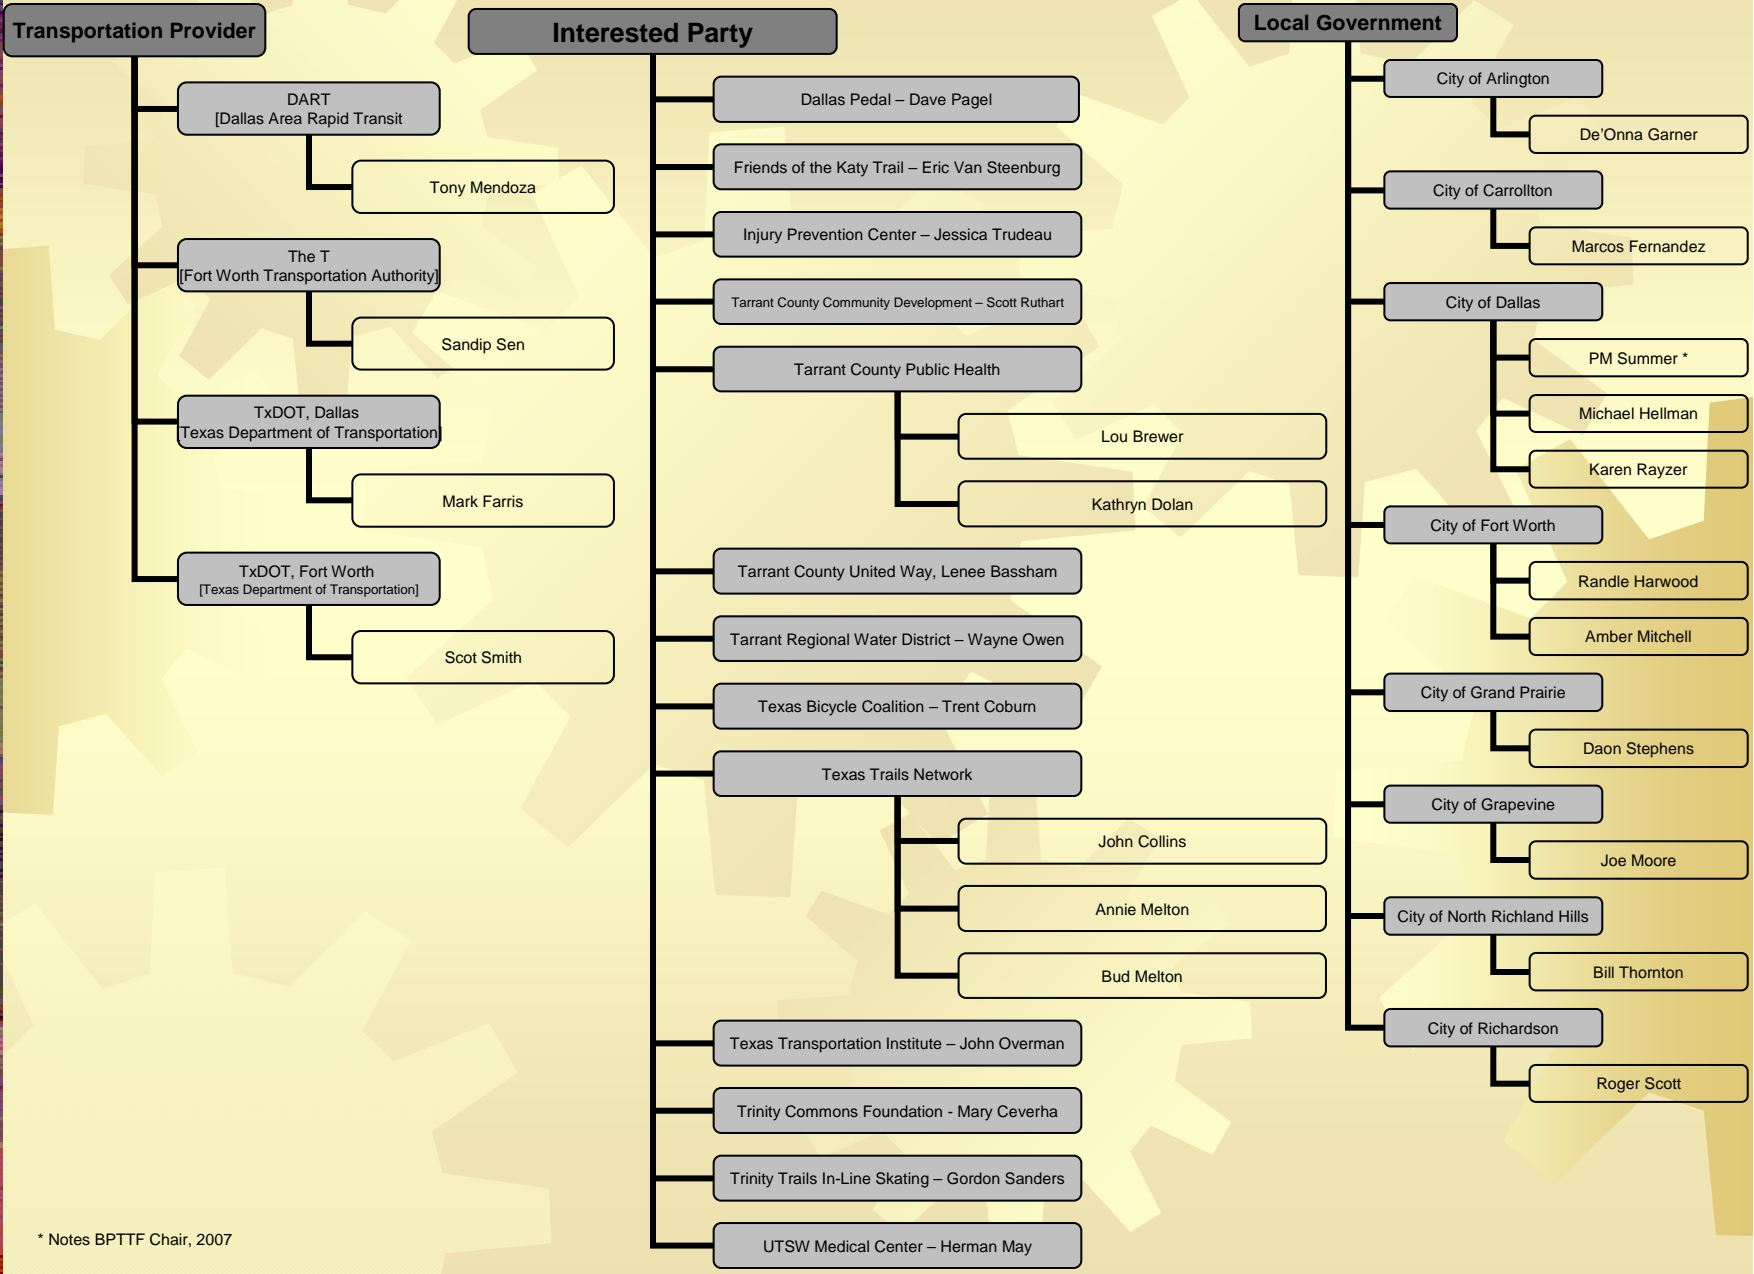 Transportation Provider
DART
[Dallas Area Rapid Transit
Tony Mendoza
The T
[Fort Worth Transportation Authority]
Sandip Sen
TxDOT, Dallas
[Texas Department of Transportation]
Mark Farris
TxDOT, Fort Worth
[Texas Department of Transportation]
Scot Smith
Interested Party
Dallas Pedal – Dave Pagel
Friends of the Katy Trail – Eric Van Steenburg
Injury Prevention Center – Jessica Trudeau
Tarrant County Community Development – Scott Ruthart
Tarrant County Public Health
Lou Brewer
Kathryn Dolan
Tarrant County United Way, Lenee Bassham
Tarrant Regional Water District – Wayne Owen
Texas Bicycle Coalition – Trent Coburn
Texas Trails Network
John Collins
Annie Melton
Bud Melton
Texas Transportation Institute – John Overman
Trinity Commons Foundation - Mary Ceverha
Trinity Trails In-Line Skating – Gordon Sanders
UTSW Medical Center – Herman May
Local Government
City of Arlington
De’Onna Garner
City of Carrollton
Marcos Fernandez
City of Dallas
PM Summer *
Michael Hellman
Karen Rayzer
City of Fort Worth
Randle Harwood
Amber Mitchell
City of Grand Prairie
Daon Stephens
City of Grapevine
Joe Moore
City of North Richland Hills
Bill Thornton
City of Richardson
Roger Scott
* Notes BPTTF Chair, 2007